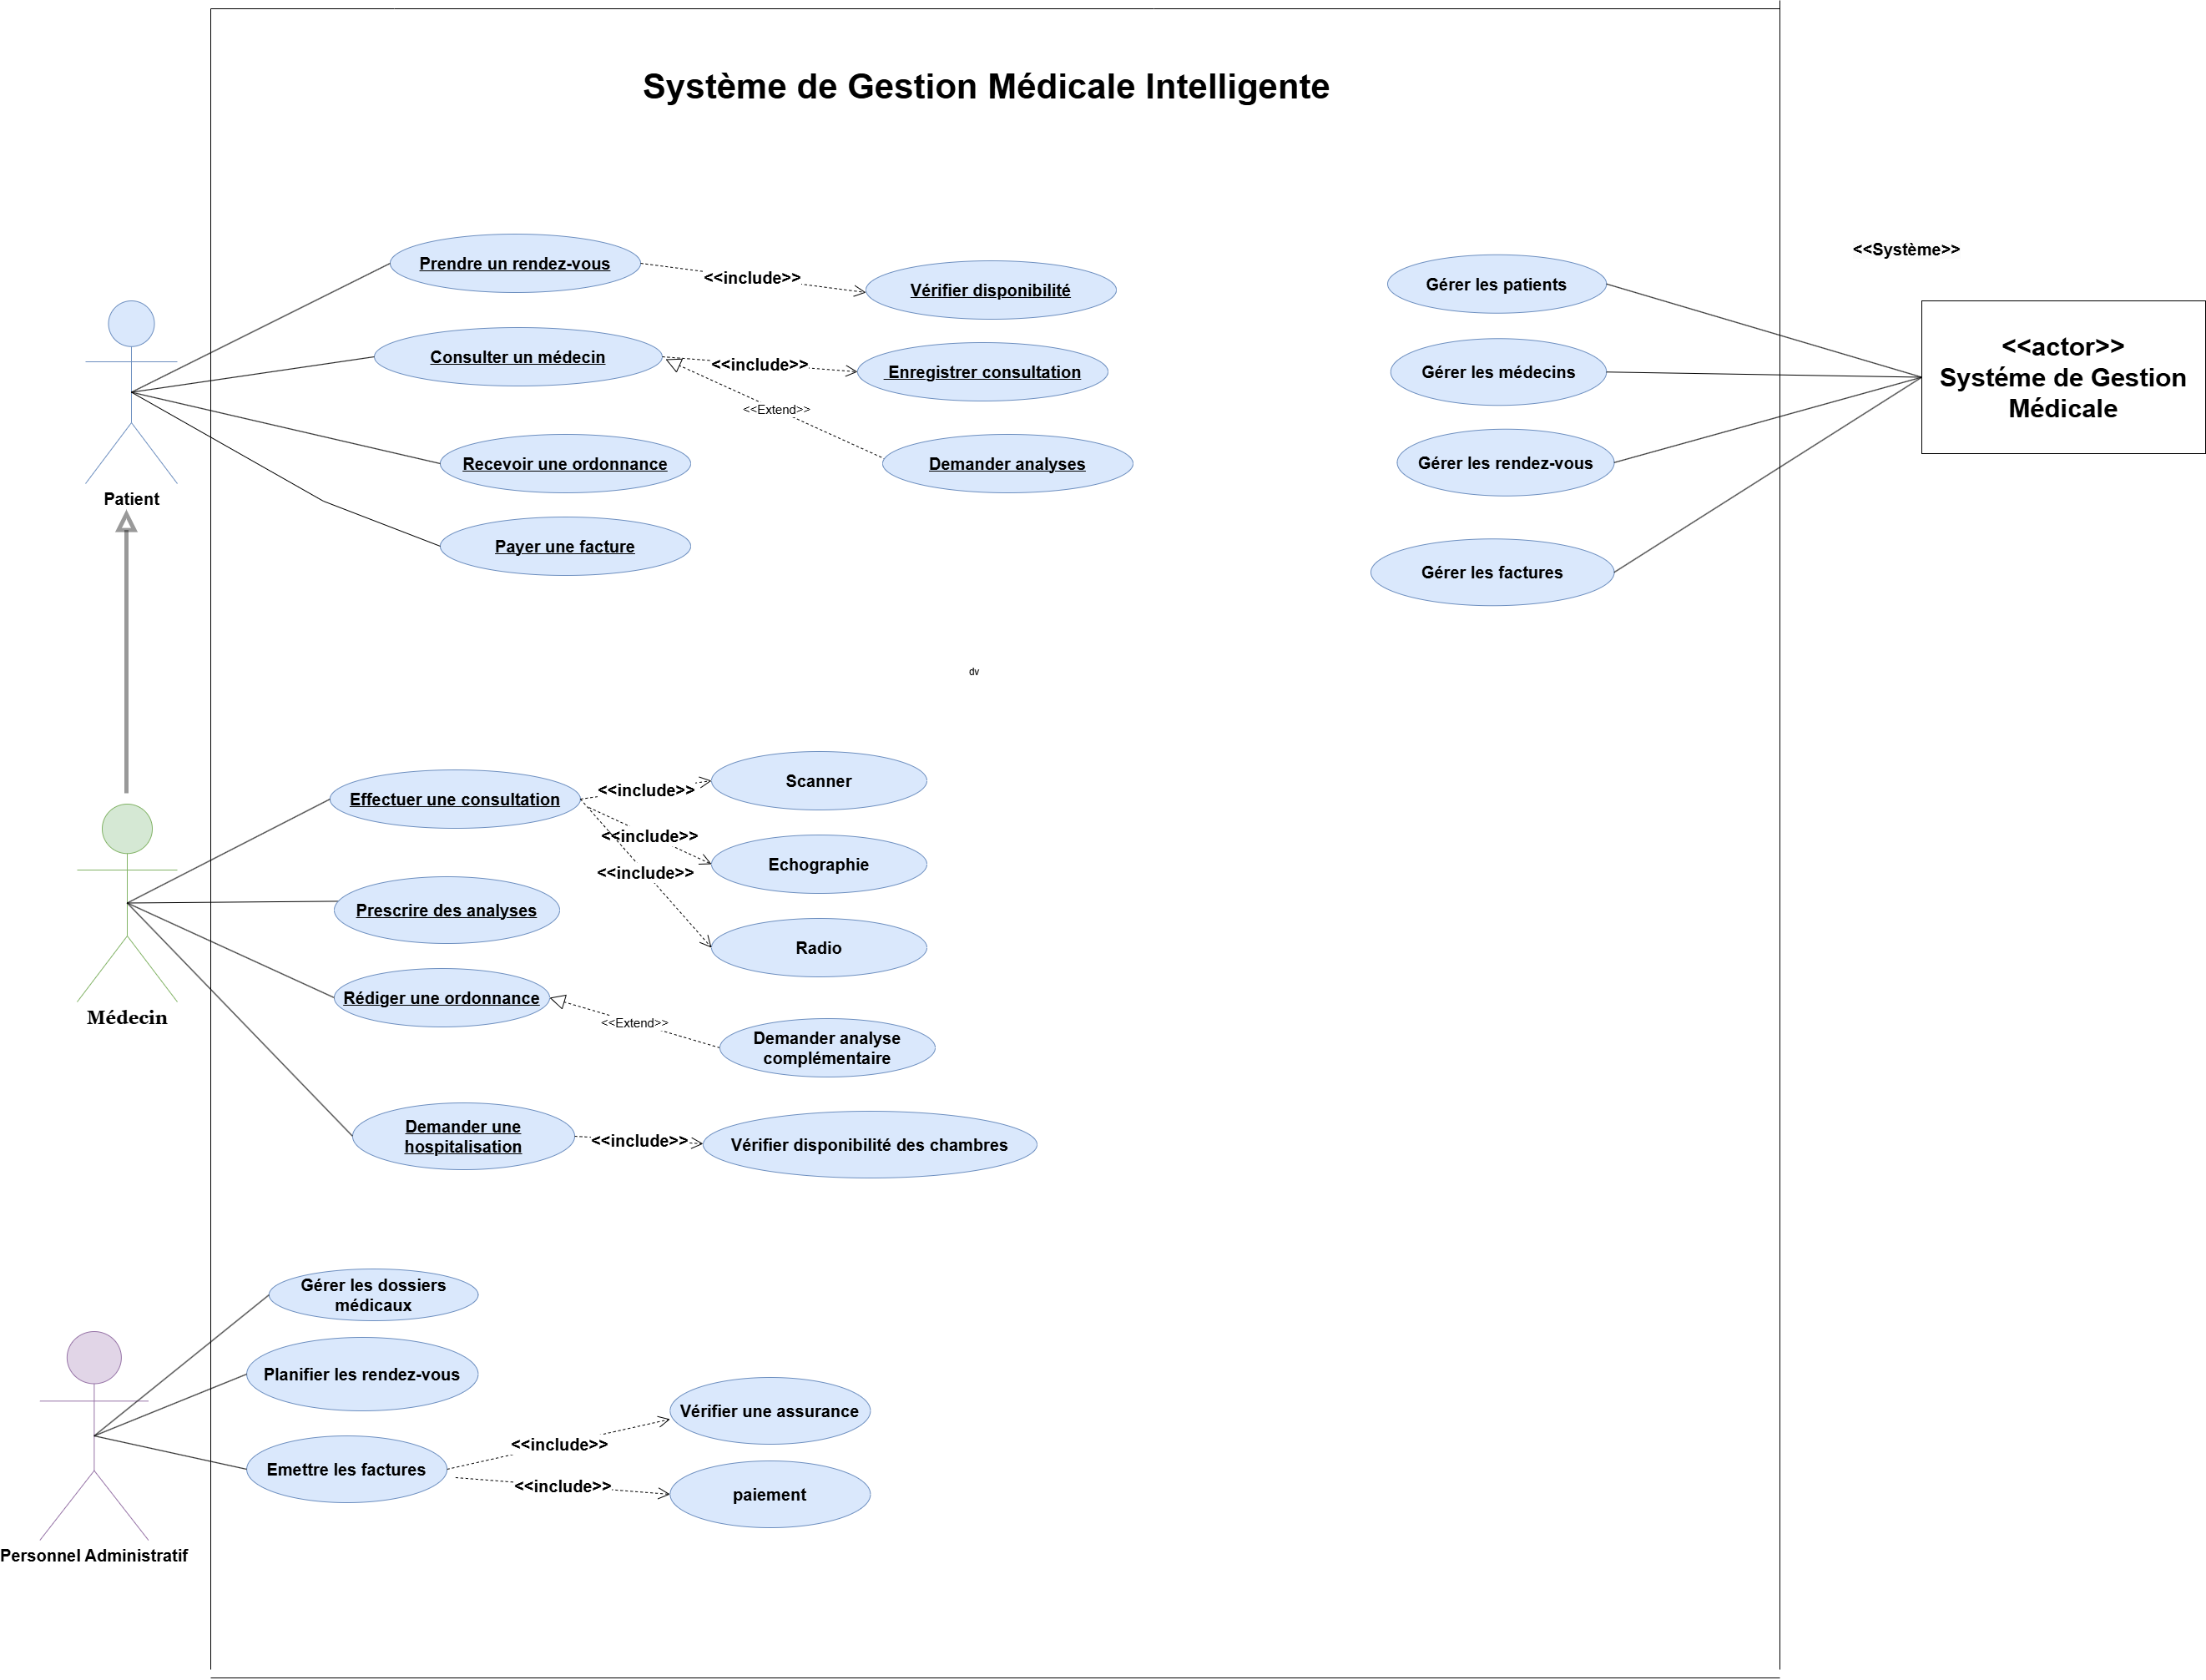 Système de Gestion Médicale Intelligente
Prendre un rendez-vous
<<include>>
Vérifier disponibilité
Consulter un médecin
<<include>>
Enregistrer consultation
<<Extend>>
Recevoir une ordonnance
Demander analyses
Payer une facture
Patient
Gérer les patients
Gérer les médecins
Gérer les rendez-vous
Gérer les factures
<<Système>>
<<actor>>
Systéme de Gestion
Médicale
dv
Effectuer une consultation
<<include>>
Scanner
<<include>>
Echographie
<<include>>
Radio
Prescrire des analyses
Rédiger une ordonnance
<<Extend>>
Demander analyse
complémentaire
Demander une
hospitalisation
<<include>>
Vérifier disponibilité des chambres
Médecin
Gérer les dossiers
médicaux
Planifier les rendez-vous
Emettre les factures
<<include>>
Vérifier une assurance
<<include>>
paiement
Personnel Administratif